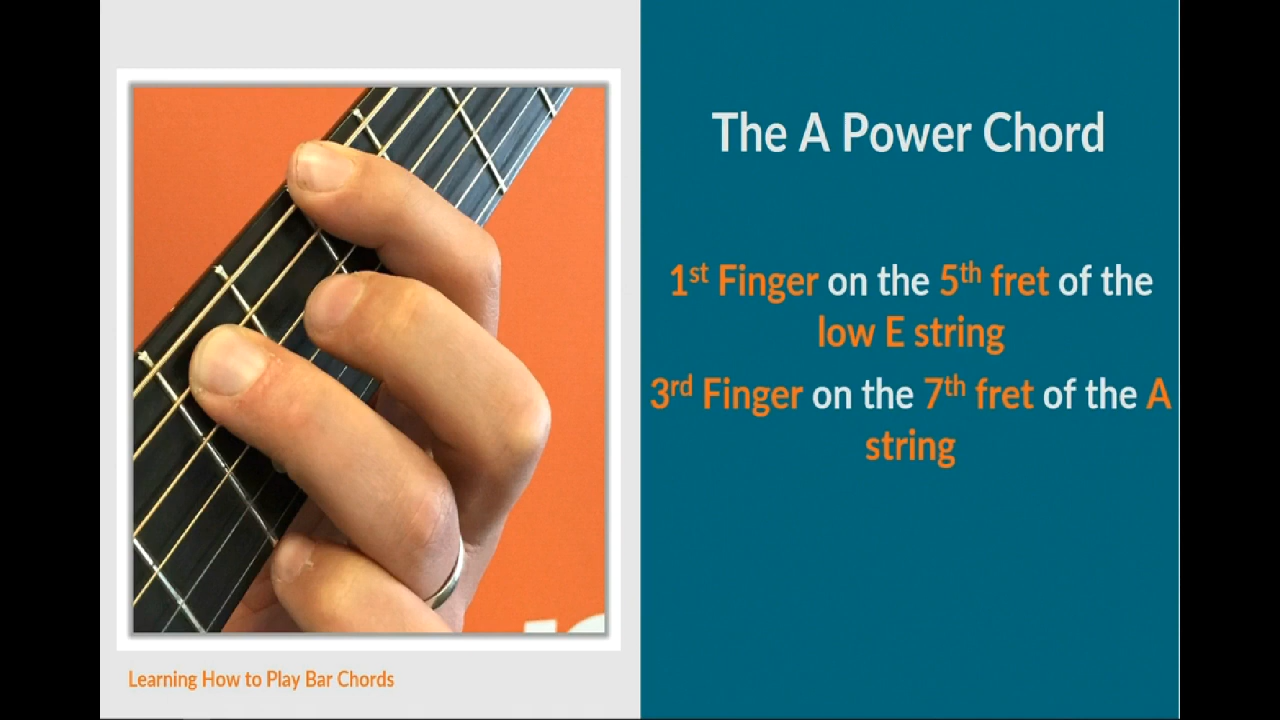 The A Power Chord
1st Finger on the 5th fret of the
low E string
3rd Finger on the 7th fret of the A
string
Learning How to Play Bar Chords